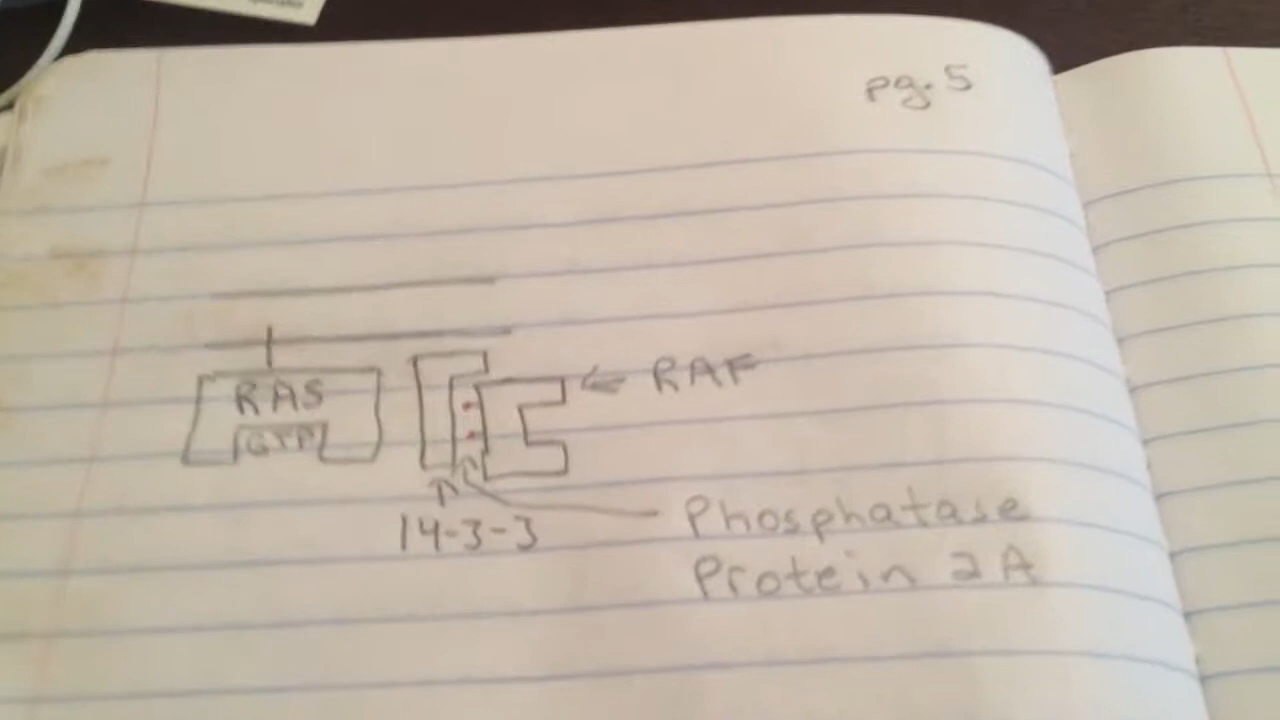 pg. 5
RAS
GTP
RAF
14-3-3
Phosphatase
Protein 2A